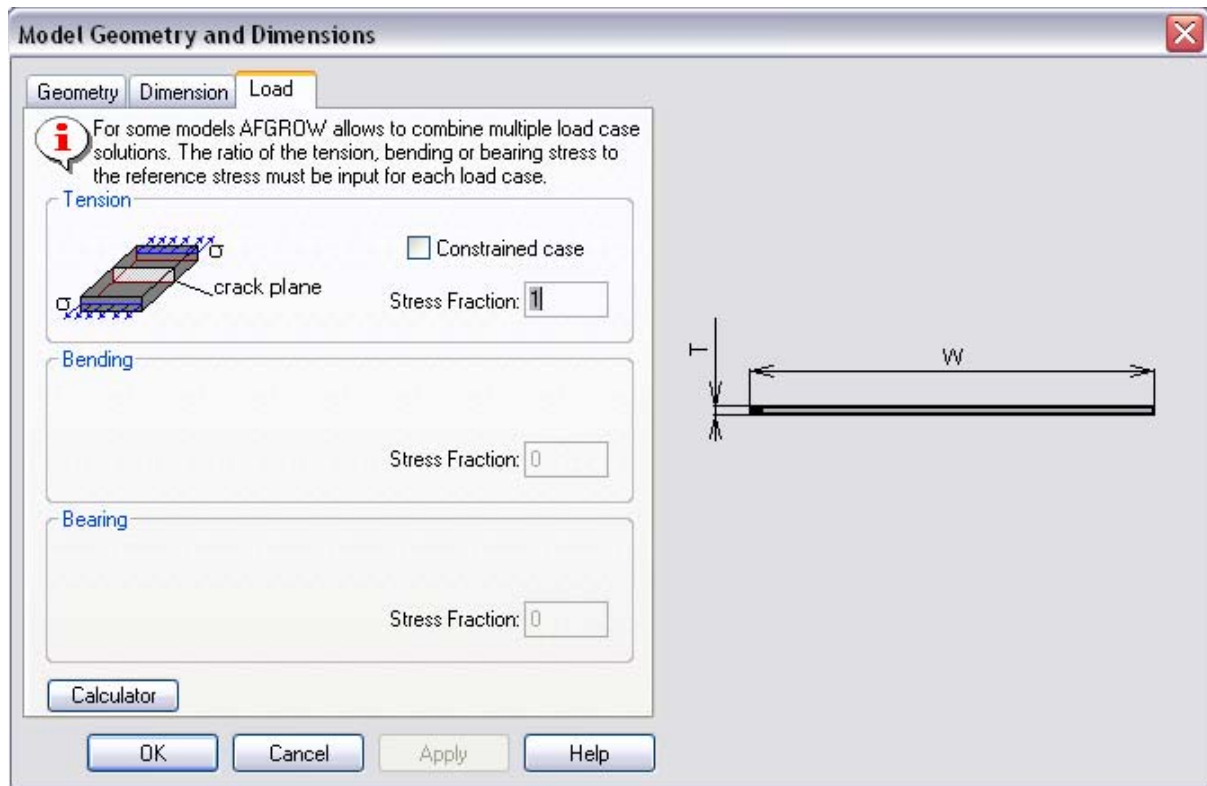 Model Geometry and Dimensions
Geometry Dimension Load
For some models AFGROW allows to combine multiple load case
solutions. The ratio of the tension, bending or bearing stress to
the reference stress must be input for each load case.
Tension
σ
Constrained case
crack plane
σ
Stress Fraction: 1
Bending
Stress Fraction: 0
Bearing
Stress Fraction: 0
Calculator
OK Cancel Apply Help
T
W